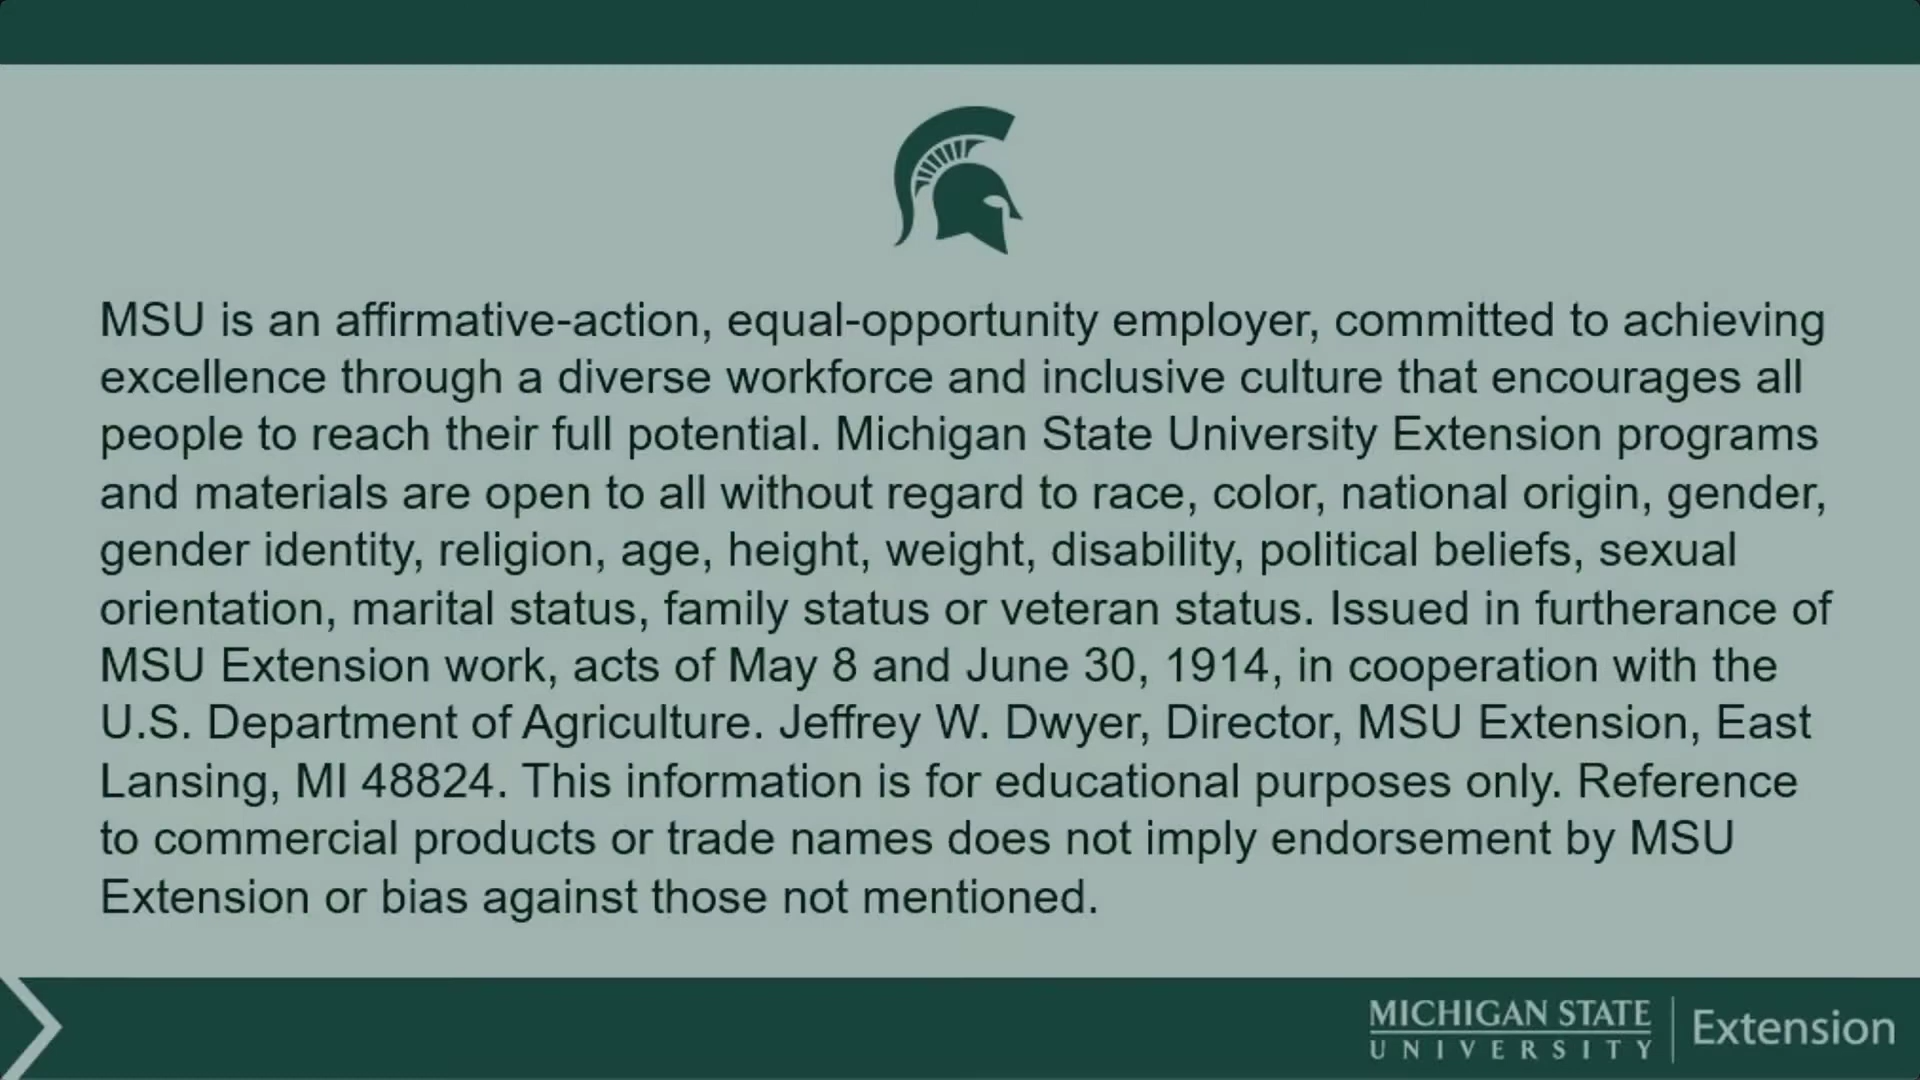 MSU is an affirmative-action, equal-opportunity employer, committed to achieving
excellence through a diverse workforce and inclusive culture that encourages all
people to reach their full potential. Michigan State University Extension programs
and materials are open to all without regard to race, color, national origin, gender,
gender identity, religion, age, height, weight, disability, political beliefs, sexual
orientation, marital status, family status or veteran status. Issued in furtherance of
MSU Extension work, acts of May 8 and June 30, 1914, in cooperation with the
U.S. Department of Agriculture. Jeffrey W. Dwyer, Director, MSU Extension, East
Lansing, MI 48824. This information is for educational purposes only. Reference
to commercial products or trade names does not imply endorsement by MSU
Extension or bias against those not mentioned.
MICHIGAN STATE
UNIVERSITY
Extension